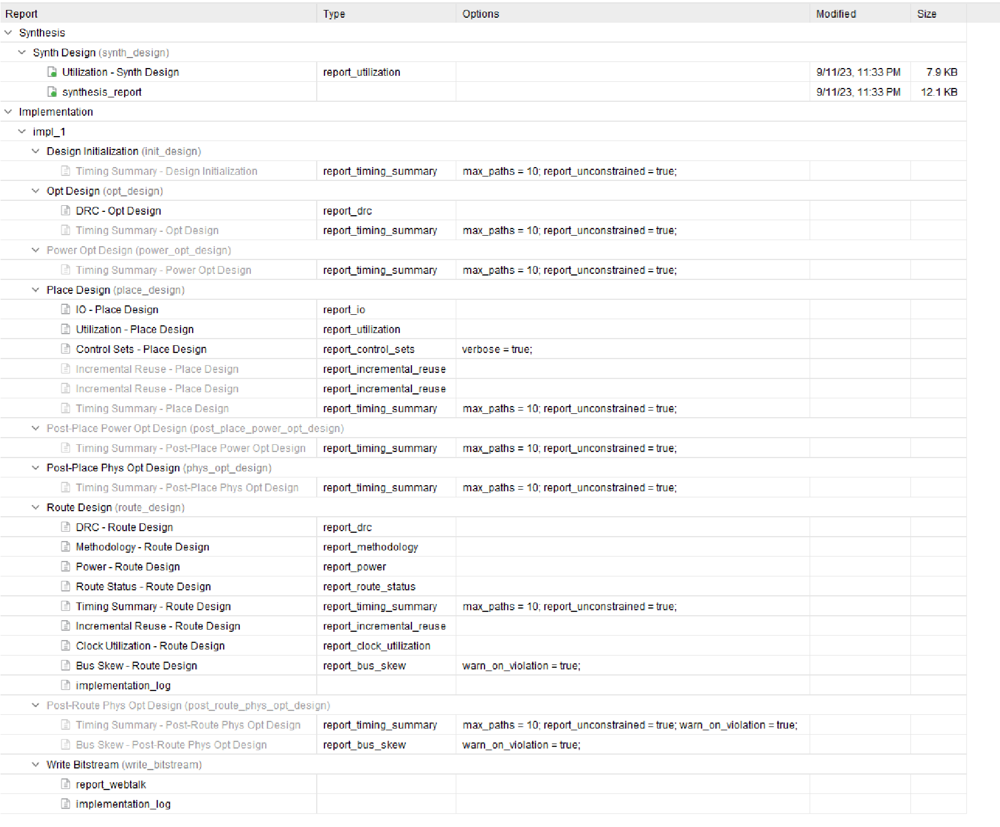 Report Type Options Modified Size
Synthesis
Synth Design (synth_design)
Utilization - Synth Design report_utilization 9/11/23, 11:33 PM 7.9 KB
synthesis_report 9/11/23, 11:33 PM 12.1 KB
Implementation
impl_1
Design Initialization (init_design)
Timing Summary - Design Initialization report_timing_summary max_paths = 10; report_unconstrained = true;
Opt Design (opt_design)
DRC - Opt Design report_drc
Timing Summary - Opt Design report_timing_summary max_paths = 10; report_unconstrained = true;
Power Opt Design (power_opt_design)
Timing Summary - Power Opt Design report_timing_summary max_paths = 10; report_unconstrained = true;
Place Design (place_design)
IO - Place Design report_io
Utilization - Place Design report_utilization
Control Sets - Place Design report_control_sets verbose = true;
Incremental Reuse - Place Design report_incremental_reuse
Incremental Reuse - Place Design report_incremental_reuse
Timing Summary - Place Design report_timing_summary max_paths = 10; report_unconstrained = true;
Post-Place Power Opt Design (post_place_power_opt_design)
Timing Summary - Post-Place Power Opt Design report_timing_summary max_paths = 10; report_unconstrained = true;
Post-Place Phys Opt Design (phys_opt_design)
Timing Summary - Post-Place Phys Opt Design report_timing_summary max_paths = 10; report_unconstrained = true;
Route Design (route_design)
DRC - Route Design report_drc
Methodology - Route Design report_methodology
Power - Route Design report_power
Route Status - Route Design report_route_status
Timing Summary - Route Design report_timing_summary max_paths = 10; report_unconstrained = true;
Incremental Reuse - Route Design report_incremental_reuse
Clock Utilization - Route Design report_clock_utilization
Bus Skew - Route Design report_bus_skew warn_on_violation = true;
implementation_log
Post-Route Phys Opt Design (post_route_phys_opt_design)
Timing Summary - Post-Route Phys Opt Design report_timing_summary max_paths = 10; report_unconstrained = true; warn_on_violation = true;
Bus Skew - Post-Route Phys Opt Design report_bus_skew warn_on_violation = true;
Write Bitstream (write_bitstream)
report_webtalk
implementation_log